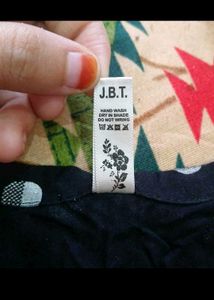 J.B.T.
HAND WASH
DRY IN SHADE
DO NOT WRING